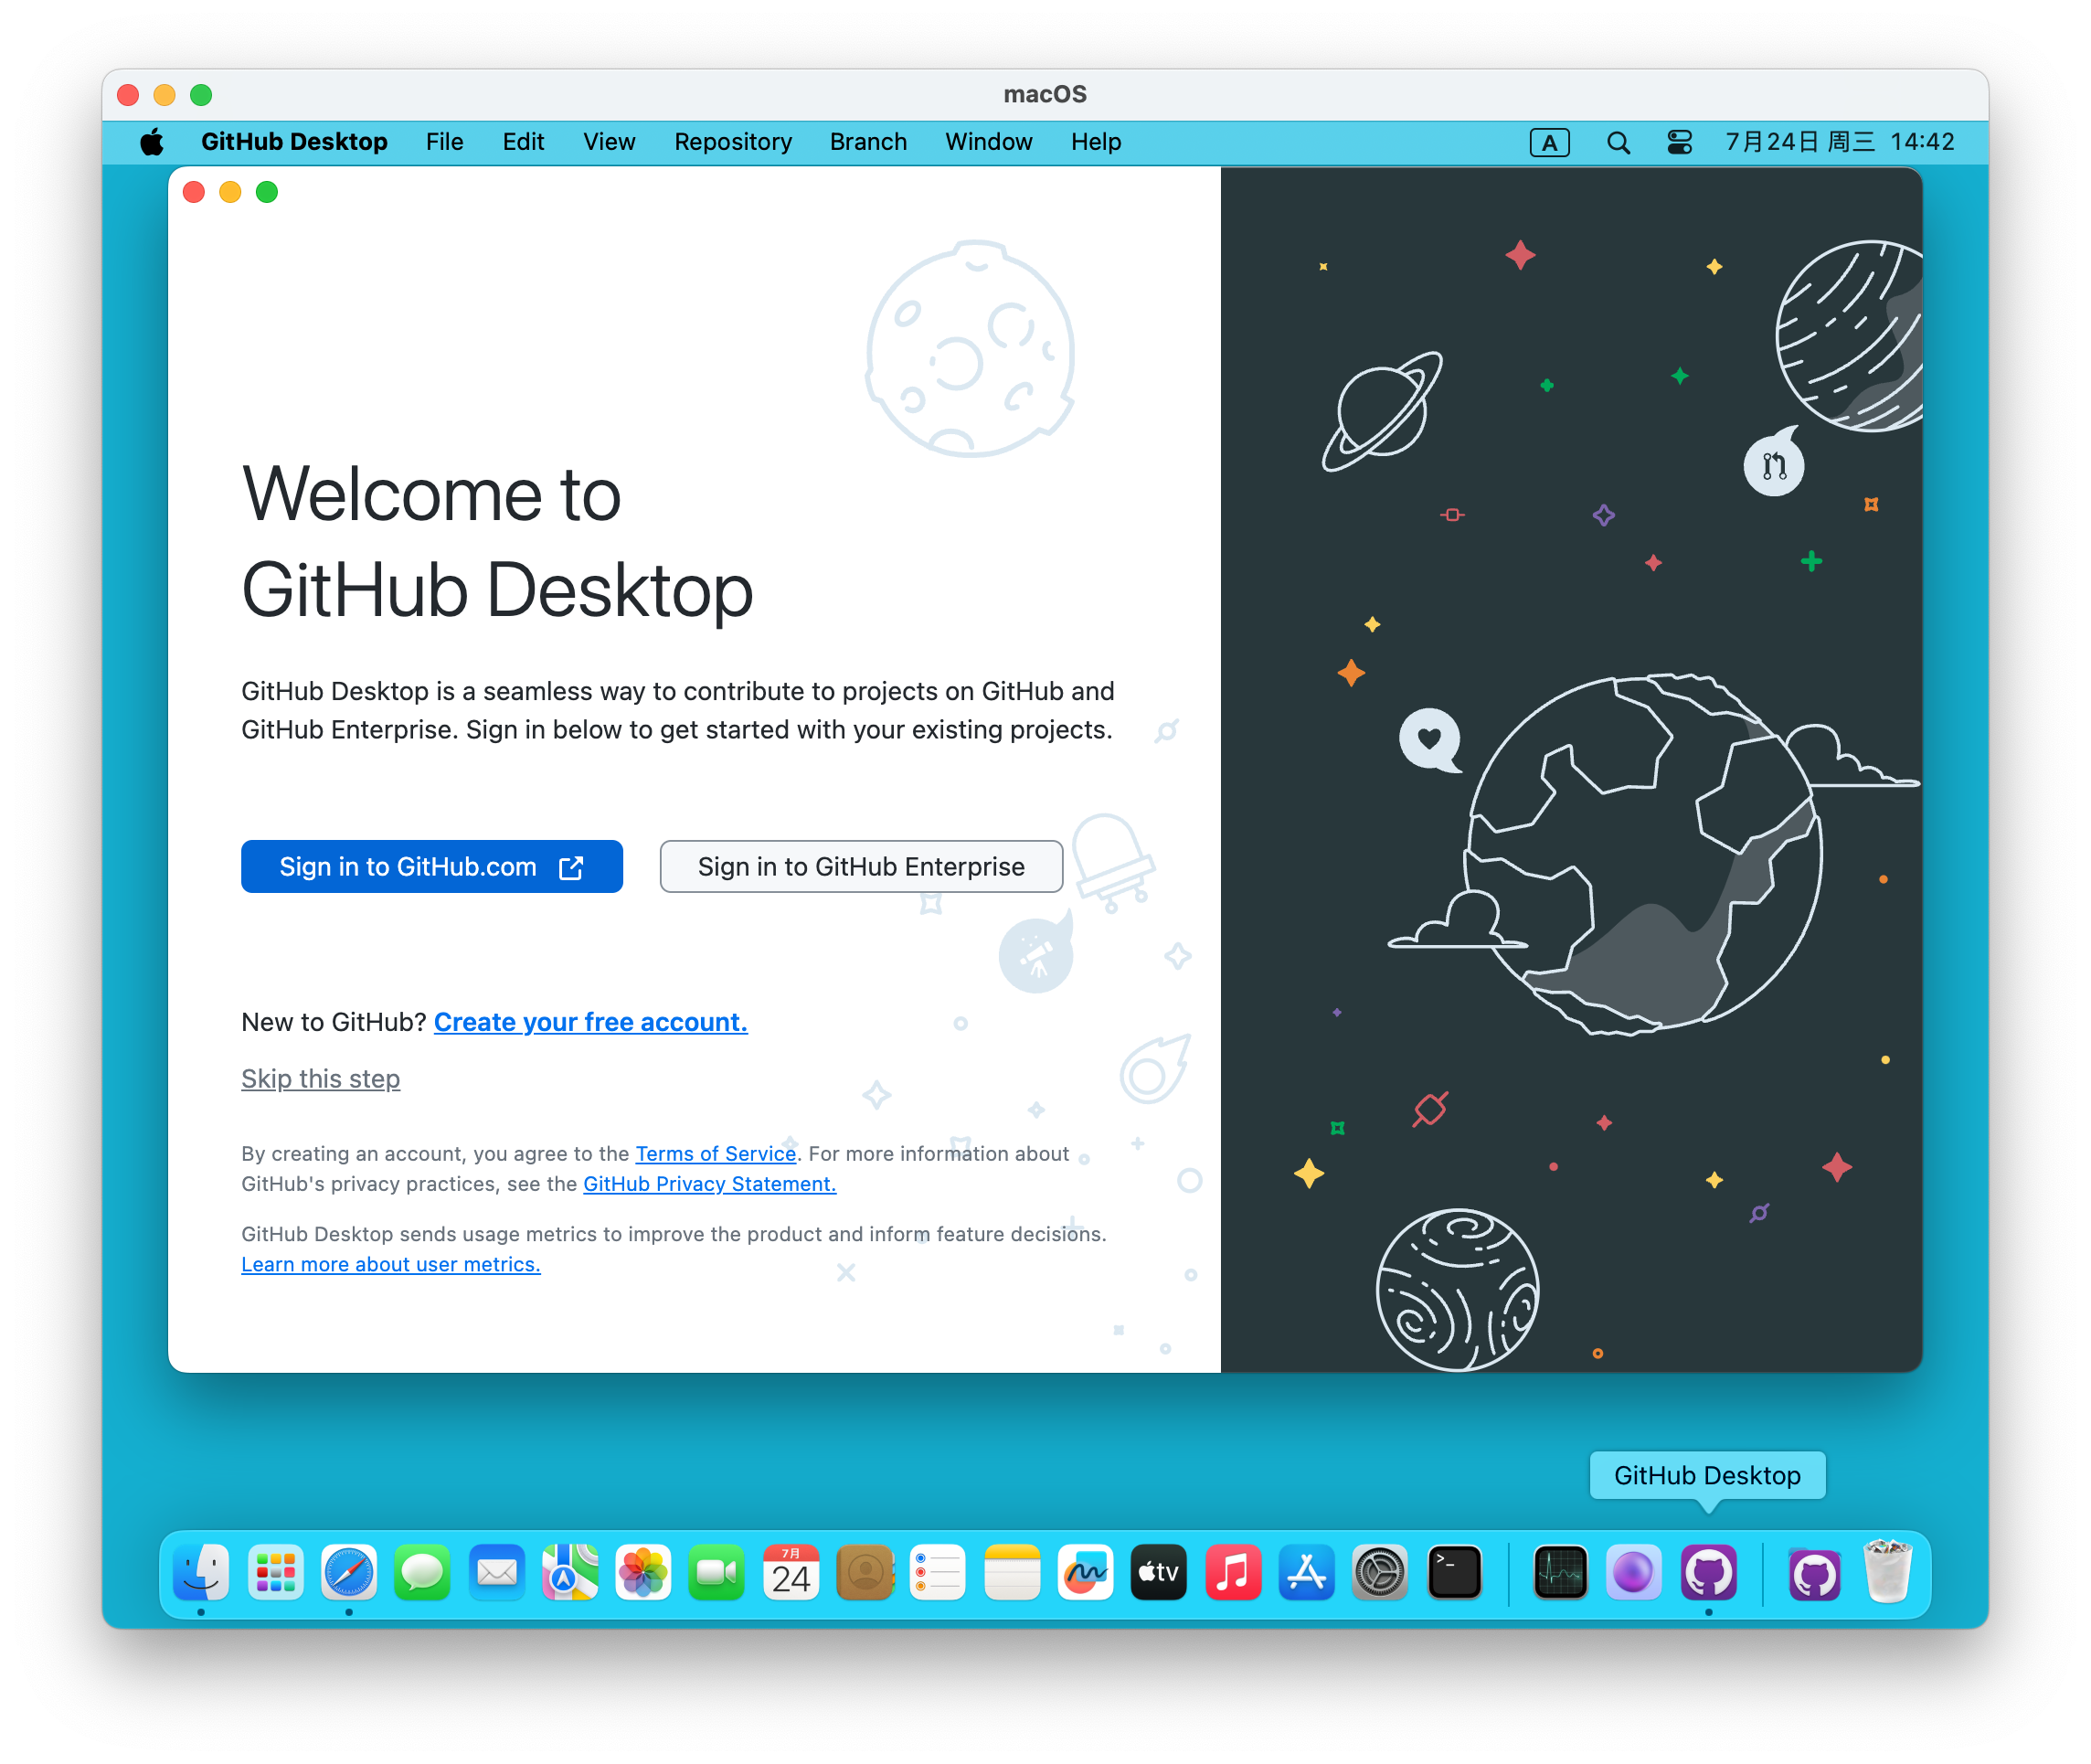 macOS
GitHub Desktop File Edit View Repository Branch Window Help A 7月24日 周三 14:42
Welcome to
GitHub Desktop
GitHub Desktop is a seamless way to contribute to projects on GitHub and
GitHub Enterprise. Sign in below to get started with your existing projects.
Sign in to GitHub.com Sign in to GitHub Enterprise
New to GitHub? Create your free account.
Skip this step
By creating an account, you agree to the Terms of Service. For more information about
GitHub's privacy practices, see the GitHub Privacy Statement.
GitHub Desktop sends usage metrics to improve the product and inform feature decisions.
Learn more about user metrics.
GitHub Desktop
7月
24
tv
>_